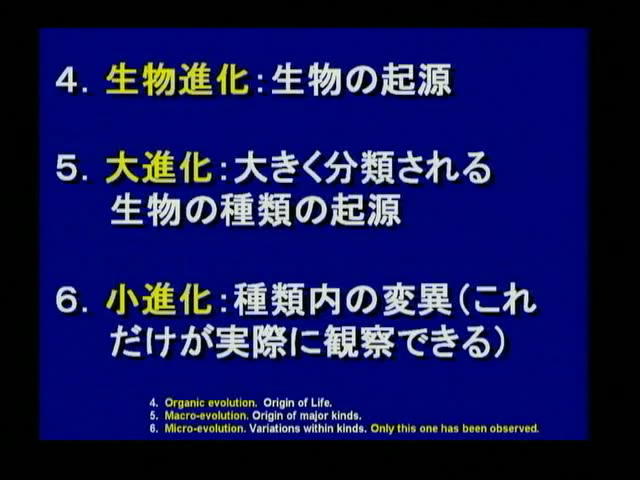 ４．生物進化：生物の起源
５．大進化：大きく分類される
生物の種類の起源
６．小進化：種類内の変異（これ
だけが実際に観察できる）
4. Organic evolution. Origin of Life.
5. Macro-evolution. Origin of major kinds.
6. Micro-evolution. Variations within kinds. Only this one has been observed.